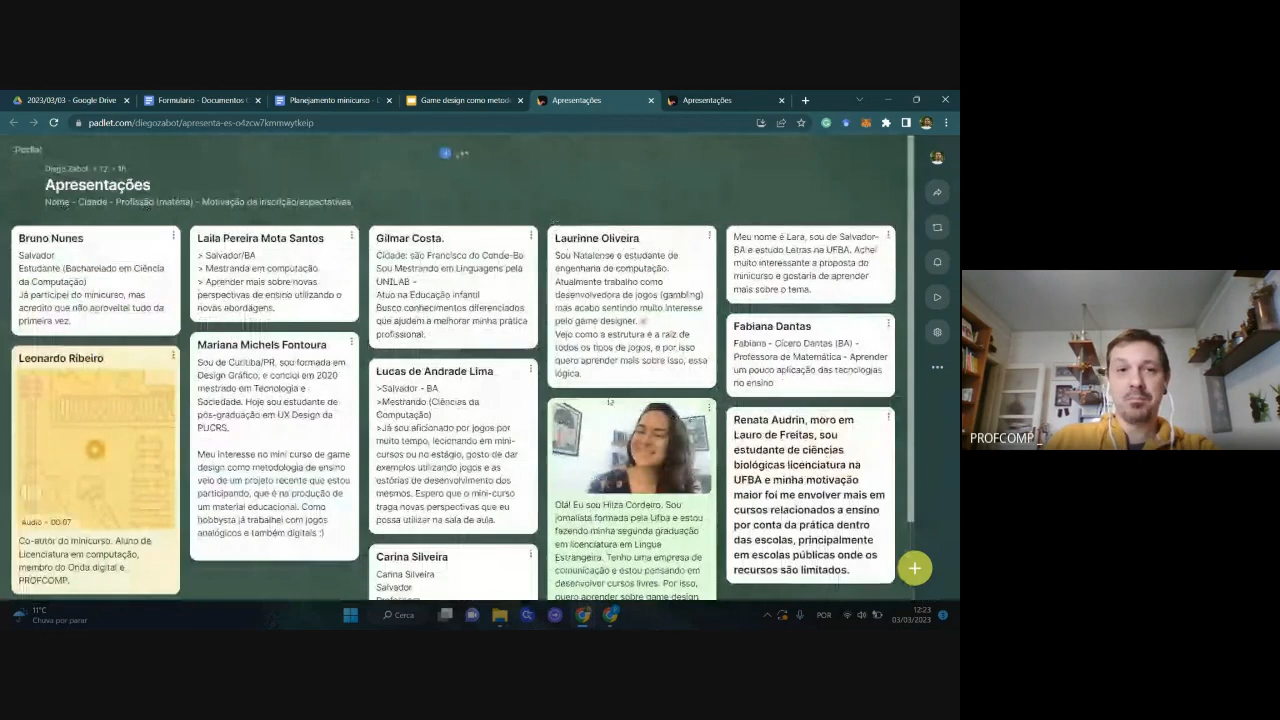 2023/03/03 - Google Drive
Formulario - Documentos
Planejamento minicurso -
Game design como metodo
Apresentações
Apresentações
padlet.com/diegozabot/apresenta-es-o4zcw7kmmwytkeip
:Padlet
Diego Zabot • 12 • 1h
Apresentações
Nome - Cidade - Profissão (matéria) - Motivação da inscrição/expectativas
Bruno Nunes
Salvador
Estudante (Bacharelado em Ciência
da Computação)
Já participei do minicurso, mas
acredito que não aproveitei tudo da
primeira vez.
Leonardo Ribeiro
Áudio • 00:07
Co-autor do minicurso. Aluno da
Licenciatura em computação,
membro do Onda digital e
PROFCOMP.
Laila Pereira Mota Santos
> Salvador/BA
> Mestranda em computação
> Aprender mais sobre novas
perspectivas de ensino utilizando o
novas abordagens.
Mariana Michels Fontoura
Sou de Curitiba/PR, sou formada em
Design Gráfico, e conclui em 2020
mestrado em Tecnologia e
Sociedade. Hoje sou estudante de
pós-graduação em UX Design da
PUCRS.
Meu interesse no mini curso de game
design como metodologia de ensino
veio de um projeto recente que estou
participando, que é na produção de
um material educacional. Como
hobbysta já trabalhei com jogos
analógicos e também digitais :)
Gilmar Costa.
Cidade: são Francisco do Conde-Ba
Sou Mestrando em Linguagens pela
UNILAB -
Atuo na Educação infantil
Busco conhecimentos diferenciados
que ajudem a melhorar minha prática
profissional.
Lucas de Andrade Lima
>Salvador - BA
>Mestrando (Ciências da
Computação)
>Já sou aficionado por jogos por
muito tempo, lecionando em mini-
cursos ou no estágio, gosto de dar
exemplos utilizando jogos e as
estórias de desenvolvimento dos
mesmos. Espero que o mini-curso
traga novas perspectivas que eu
possa utilizar na sala de aula.
Carina Silveira
Carina Silveira
Salvador
Professora
Laurinne Oliveira
Sou Natalense e estudante de
engenharia de computação.
Atualmente trabalho como
desenvolvedora de jogos (gambling)
mas acabo sentindo muito interesse
pelo game designer.
Vejo como a estrutura e a raiz de
todos os tipos de jogos, e por isso
quero aprender mais sobre isso, essa
lógica.
Olá! Eu sou Hilza Cordeiro. Sou
jornalista formada pela Ufba e estou
fazendo minha segunda graduação
em licenciatura em Língua
Estrangeira. Tenho uma empresa de
comunicação e estou pensando em
desenvolver cursos livres. Por isso,
quero aprender sobre game design
Meu nome é Lara, sou de Salvador-
BA e estudo Letras na UFBA. Achei
muito interessante a proposta do
minicurso e gostaria de aprender
mais sobre o tema.
Fabiana Dantas
Fabiana - Cícero Dantas (BA) -
Professora de Matemática - Aprender
um pouco aplicação das tecnologias
no ensino
Renata Audrin, moro em
Lauro de Freitas, sou
estudante de ciências
biológicas licenciatura na
UFBA e minha motivação
maior foi me envolver mais em
cursos relacionados a ensino
por conta da prática dentro
das escolas, principalmente
em escolas públicas onde os
recursos são limitados.
PROFCOMP _
11°C
Chuva por parar
Cerca
POR
12:23
03/03/2023